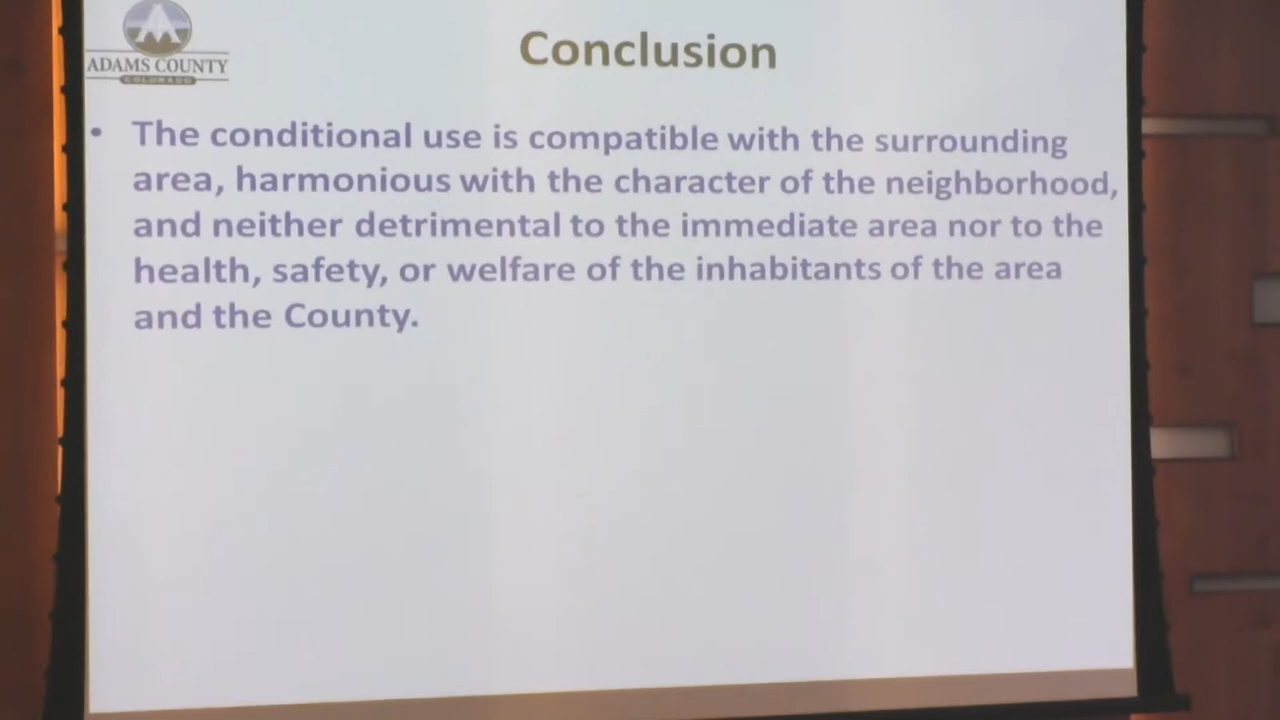 ADAMS COUNTY
COLORADO
Conclusion
• The conditional use is compatible with the surrounding
area, harmonious with the character of the neighborhood,
and neither detrimental to the immediate area nor to the
health, safety, or welfare of the inhabitants of the area
and the County.